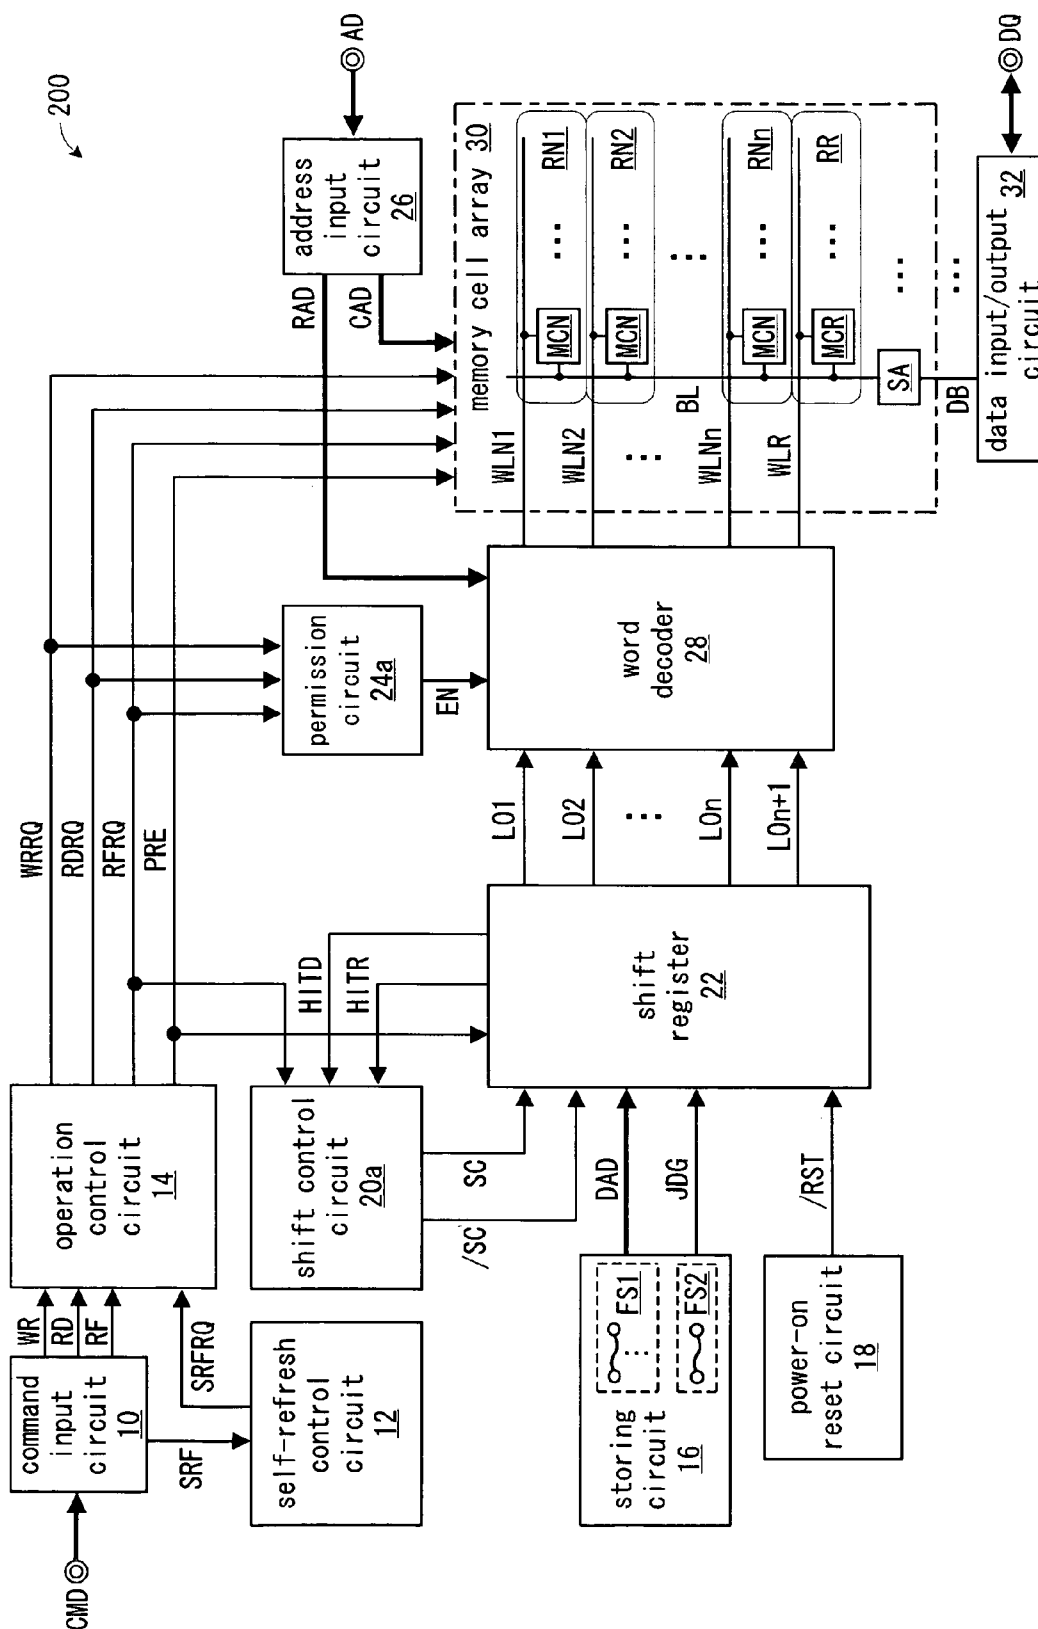 200
CMD
command
input
circuit
10
WR
RD
RF
SRF
SRFRQ
self-refresh
control
circuit
12
operation
control
circuit
14
WRRQ
RDRQ
RFRQ
PRE
shift control
circuit
20a
HITD
HITR
SC
/SC
storing
circuit
16
FS1
FS2
DAD
JDG
power-on
reset circuit
18
/RST
shift
register
22
LO1
LO2
LOn
LOn+1
permission
circuit
24a
EN
word
decoder
28
address
input
circuit
26
AD
RAD
CAD
memory cell array 30
WLN1
WLN2
WLNn
WLR
MCN
MCN
MCN
MCR
RN1
RN2
RNn
RR
BL
SA
DB
data input/output
circuit
32
DQ